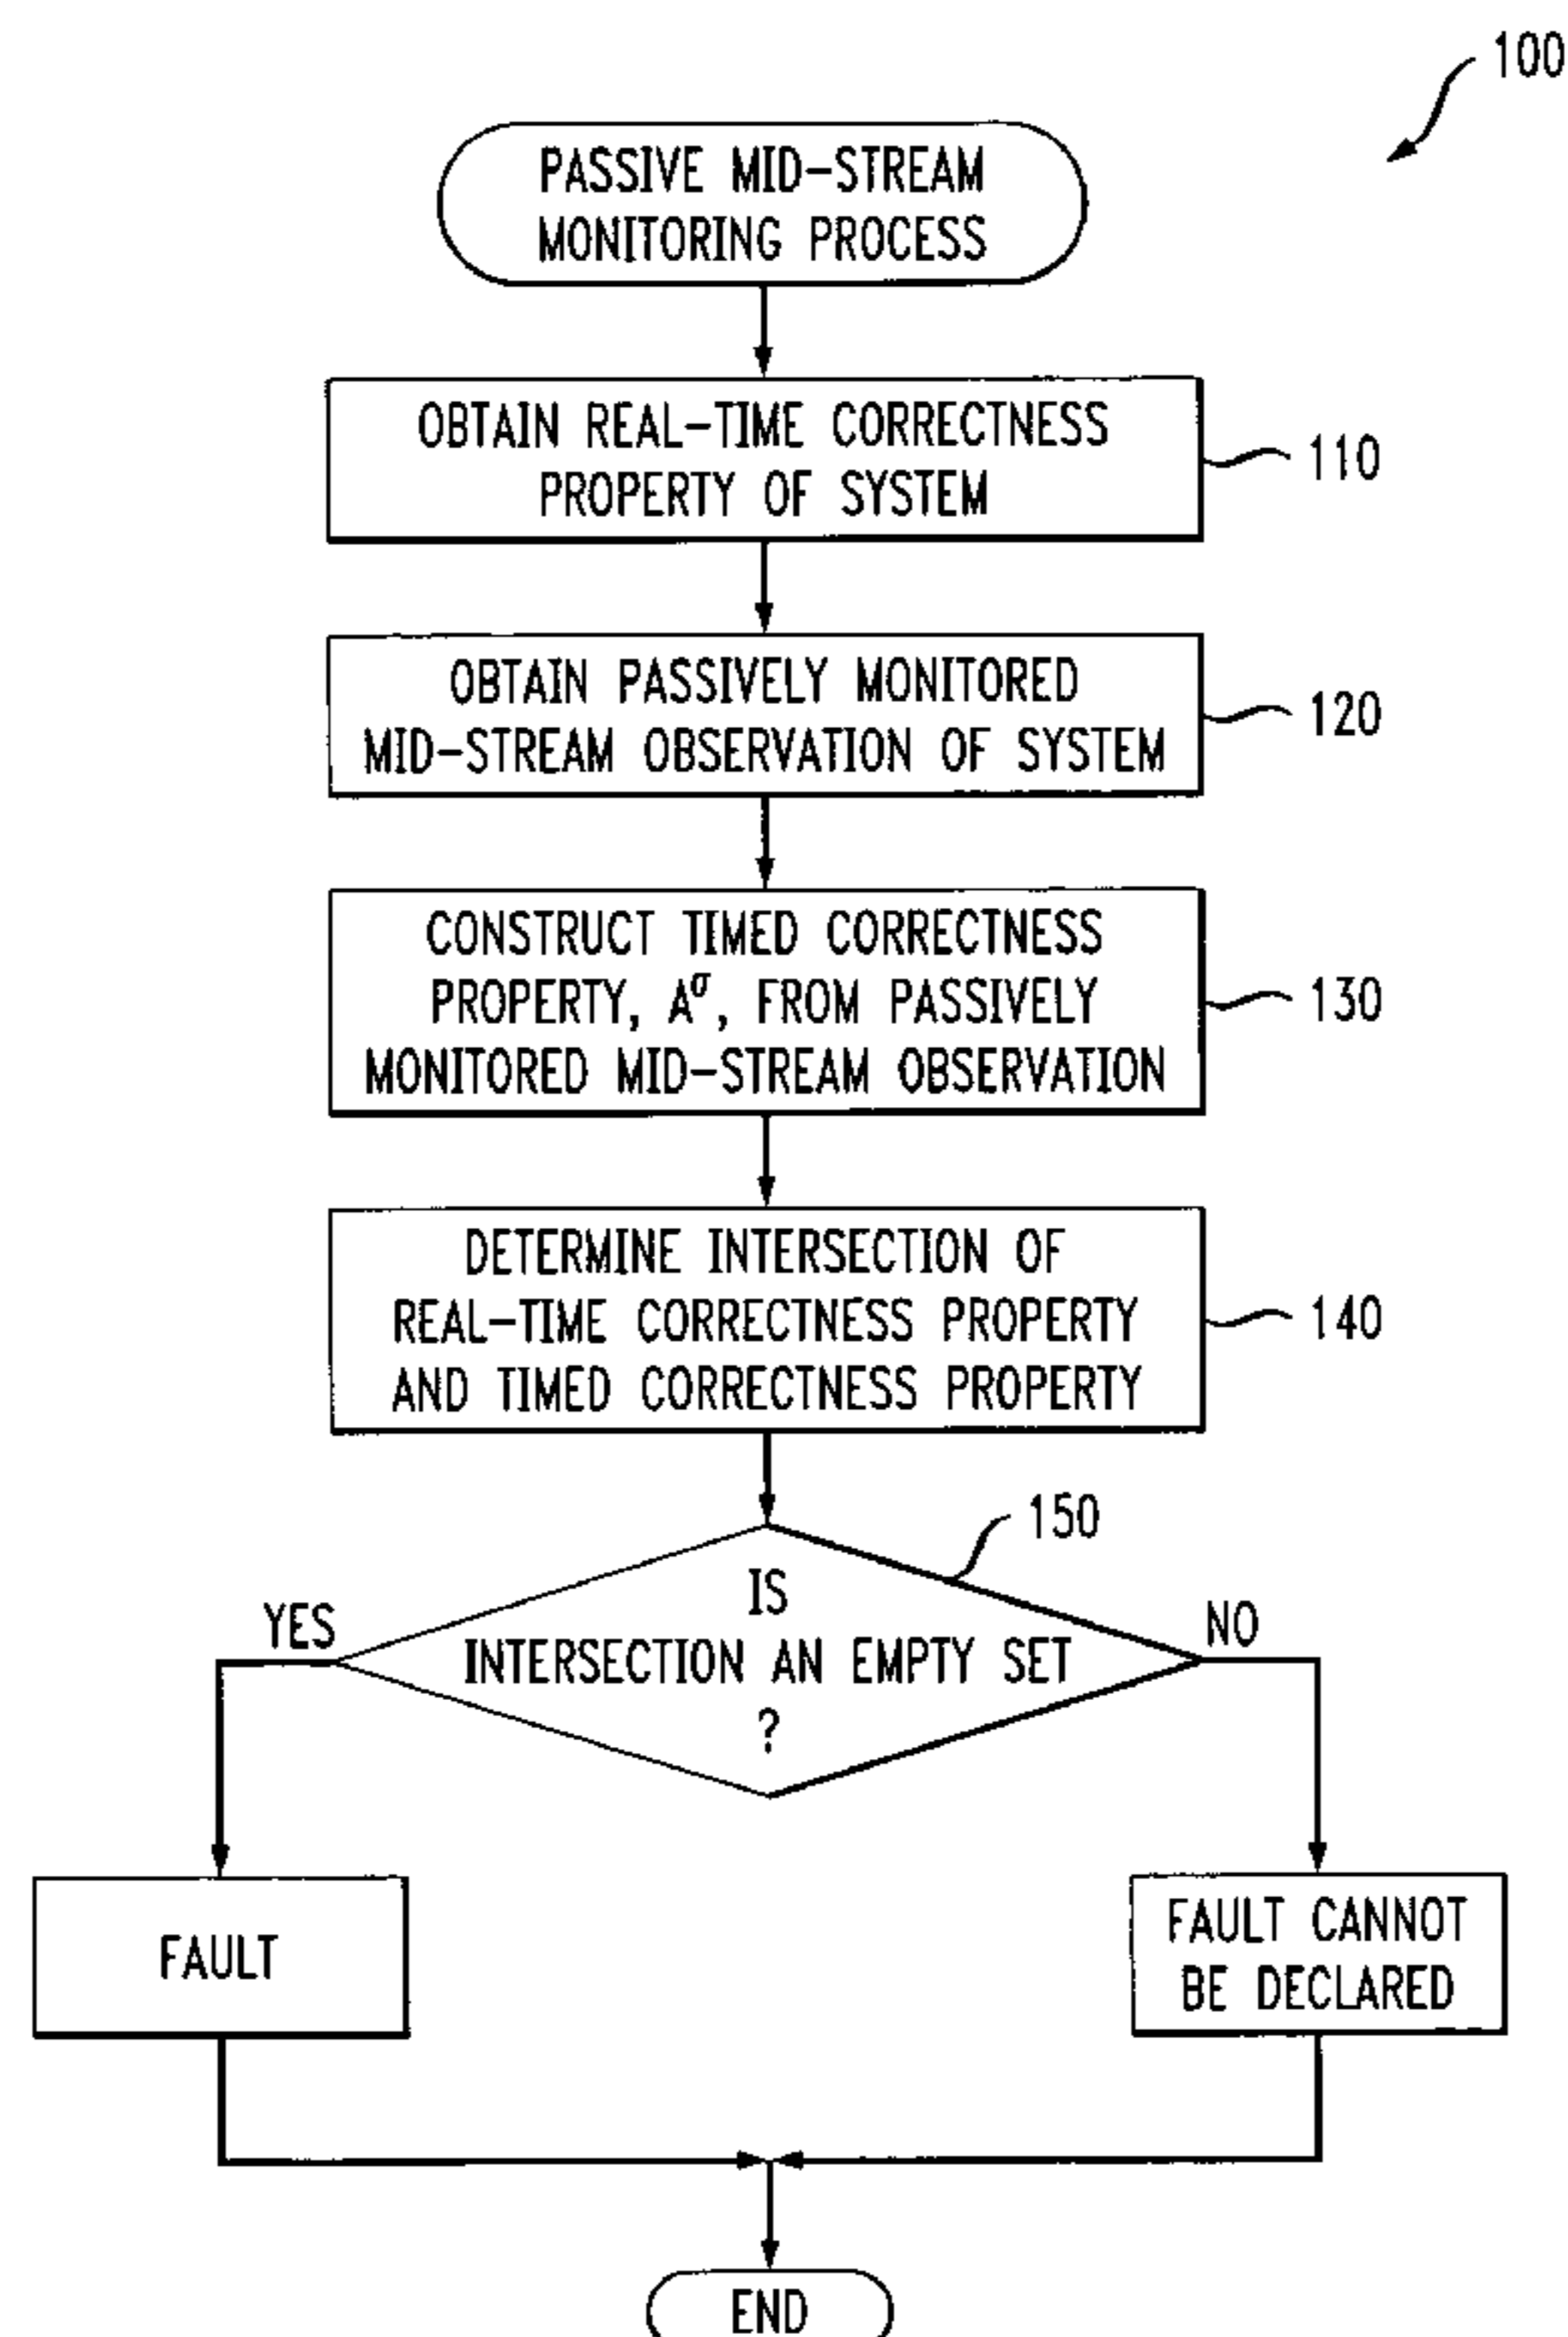 100
PASSIVE MID-STREAM
MONITORING PROCESS
OBTAIN REAL-TIME CORRECTNESS
PROPERTY OF SYSTEM
110
OBTAIN PASSIVELY MONITORED
MID-STREAM OBSERVATION OF SYSTEM
120
CONSTRUCT TIMED CORRECTNESS
PROPERTY, A^σ, FROM PASSIVELY
MONITORED MID-STREAM OBSERVATION
130
DETERMINE INTERSECTION OF
REAL-TIME CORRECTNESS PROPERTY
AND TIMED CORRECTNESS PROPERTY
140
150
IS
INTERSECTION AN EMPTY SET
?
YES
NO
FAULT
FAULT CANNOT
BE DECLARED
END